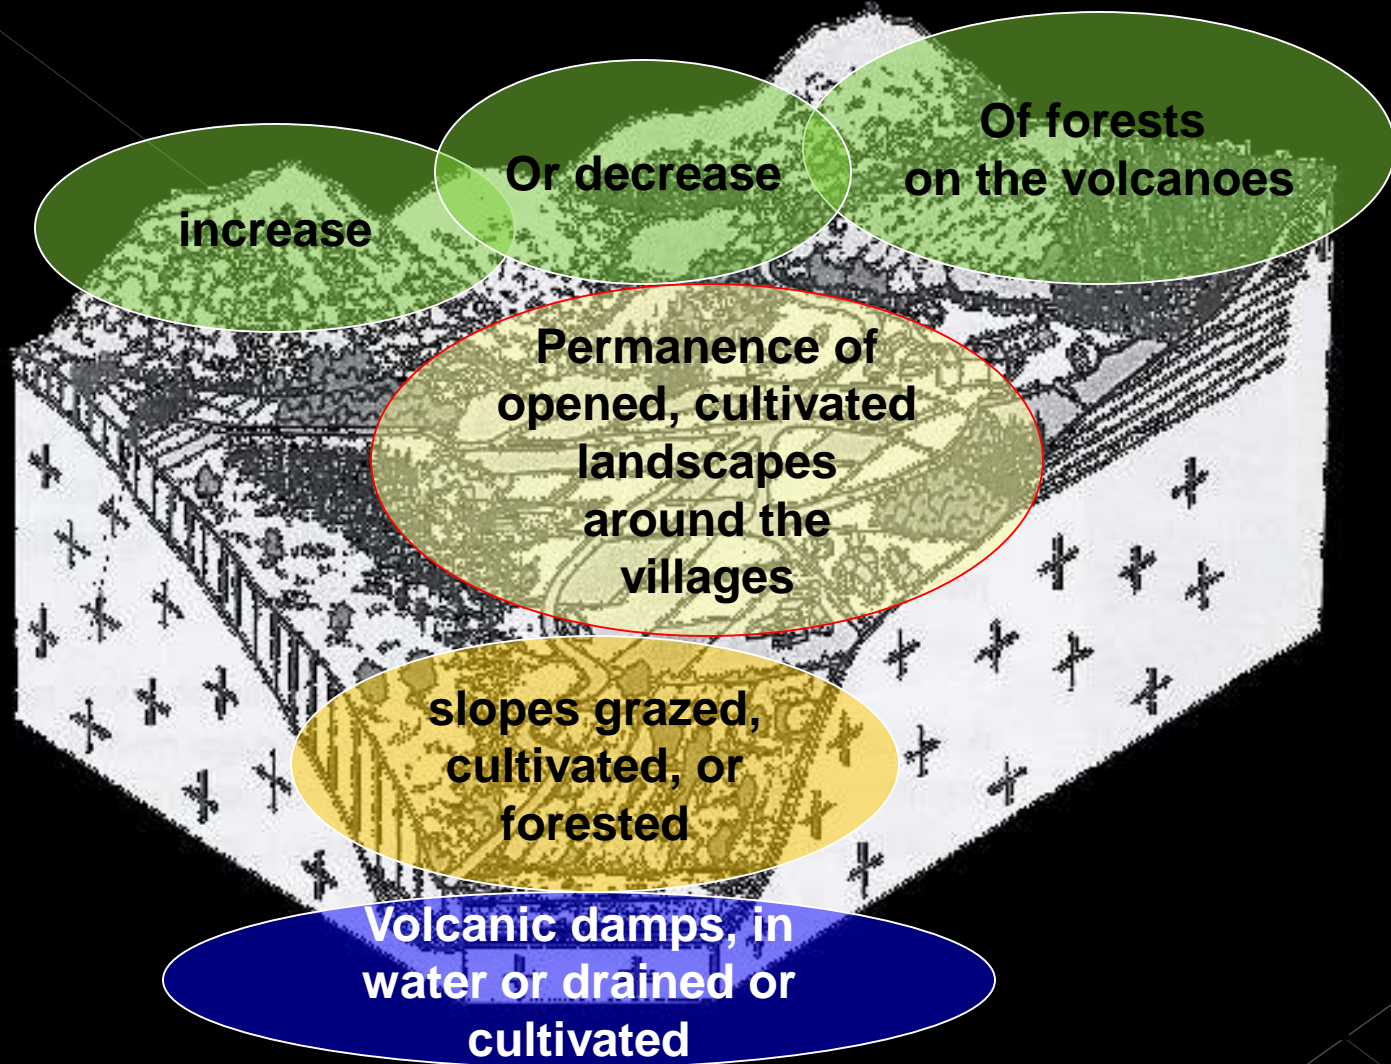 increase
Or decrease
Of forests
on the volcanoes
Permanence of
opened, cultivated
landscapes
around the
villages
slopes grazed,
cultivated, or
forested
Volcanic damps, in
water or drained or
cultivated